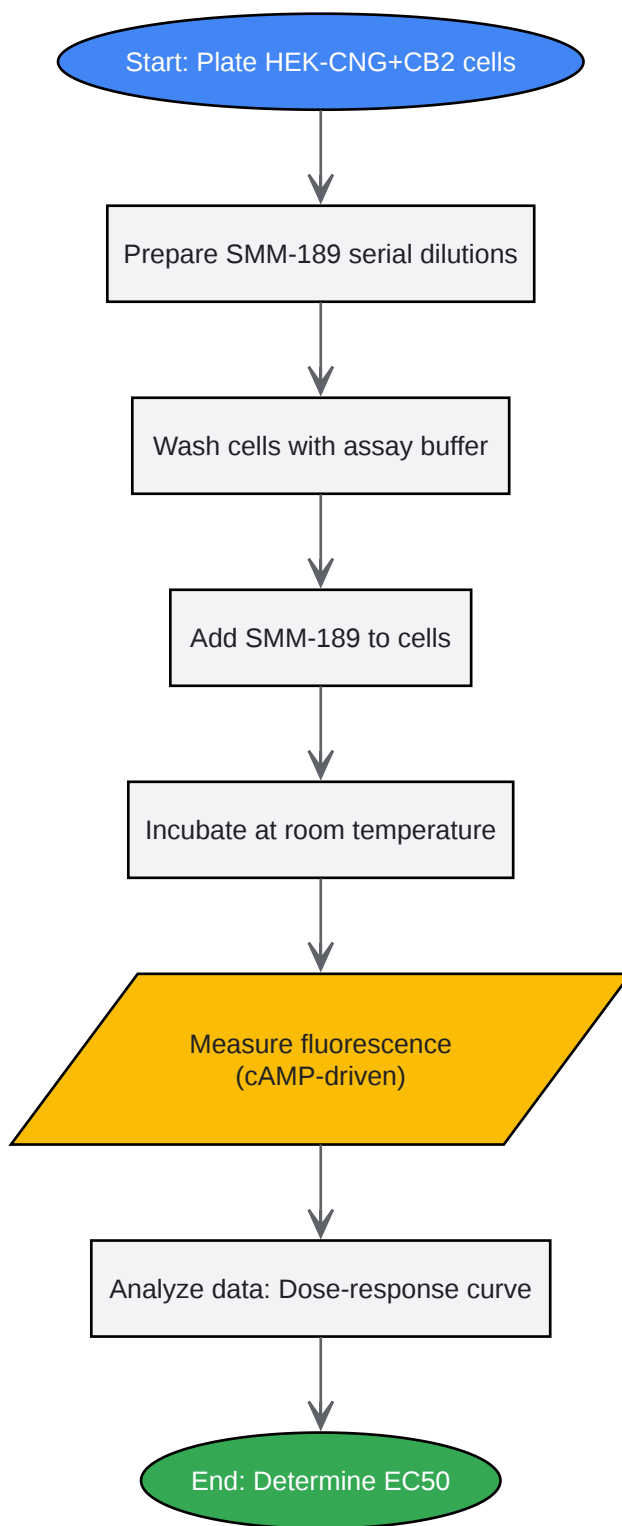 Start: Plate HEK-CNG+CB2 cells
Prepare SMM-189 serial dilutions
Wash cells with assay buffer
Add SMM-189 to cells
Incubate at room temperature
Measure fluorescence
(cAMP-driven)
Analyze data: Dose-response curve
End: Determine EC50